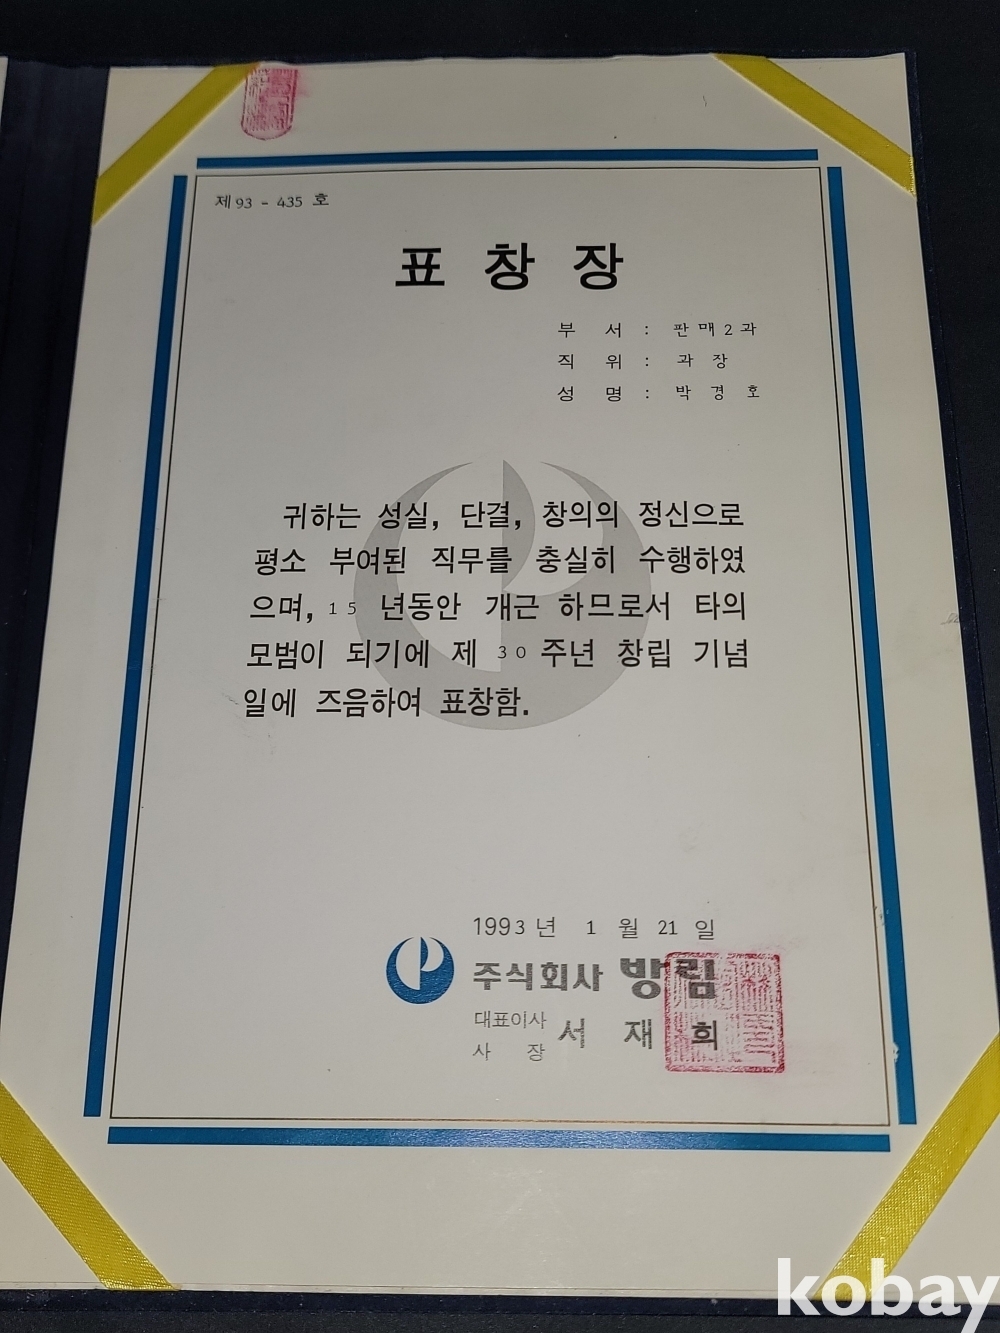 제 93 - 435 호
표 창 장
부 서 : 판매2과
직 위 : 과 장
성 명 : 박 경 호
귀하는 성실, 단결, 창의의 정신으로
평소 부여된 직무를 충실히 수행하였
으며, 15 년동안 개근 하므로서 타의
모범이 되기에 제 30 주년 창립 기념
일에 즈음하여 표창함.
1993 년 1 월 21 일
주식회사 방림
대표이사
사 장 서 재 희
kobay